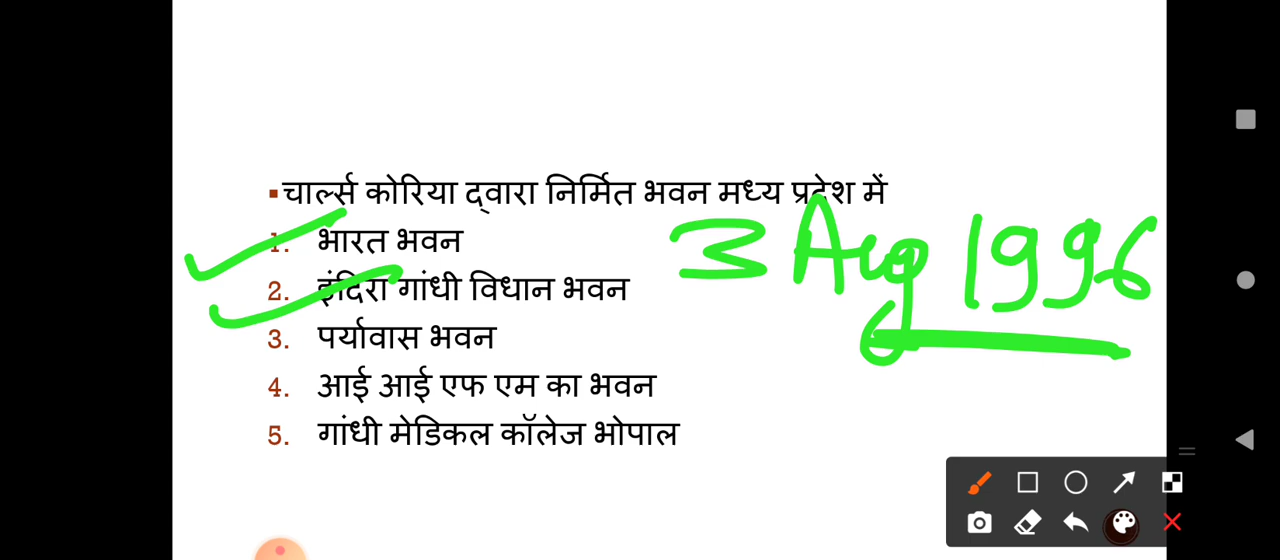 ▪चार्ल्स कोरिया द्वारा निर्मित भवन मध्य प्रदेश में
1. भारत भवन
3 Aug 1996
2. इंदिरा गांधी विधान भवन
3. पर्यावास भवन
4. आई आई एफ एम का भवन
5. गांधी मेडिकल कॉलेज भोपाल